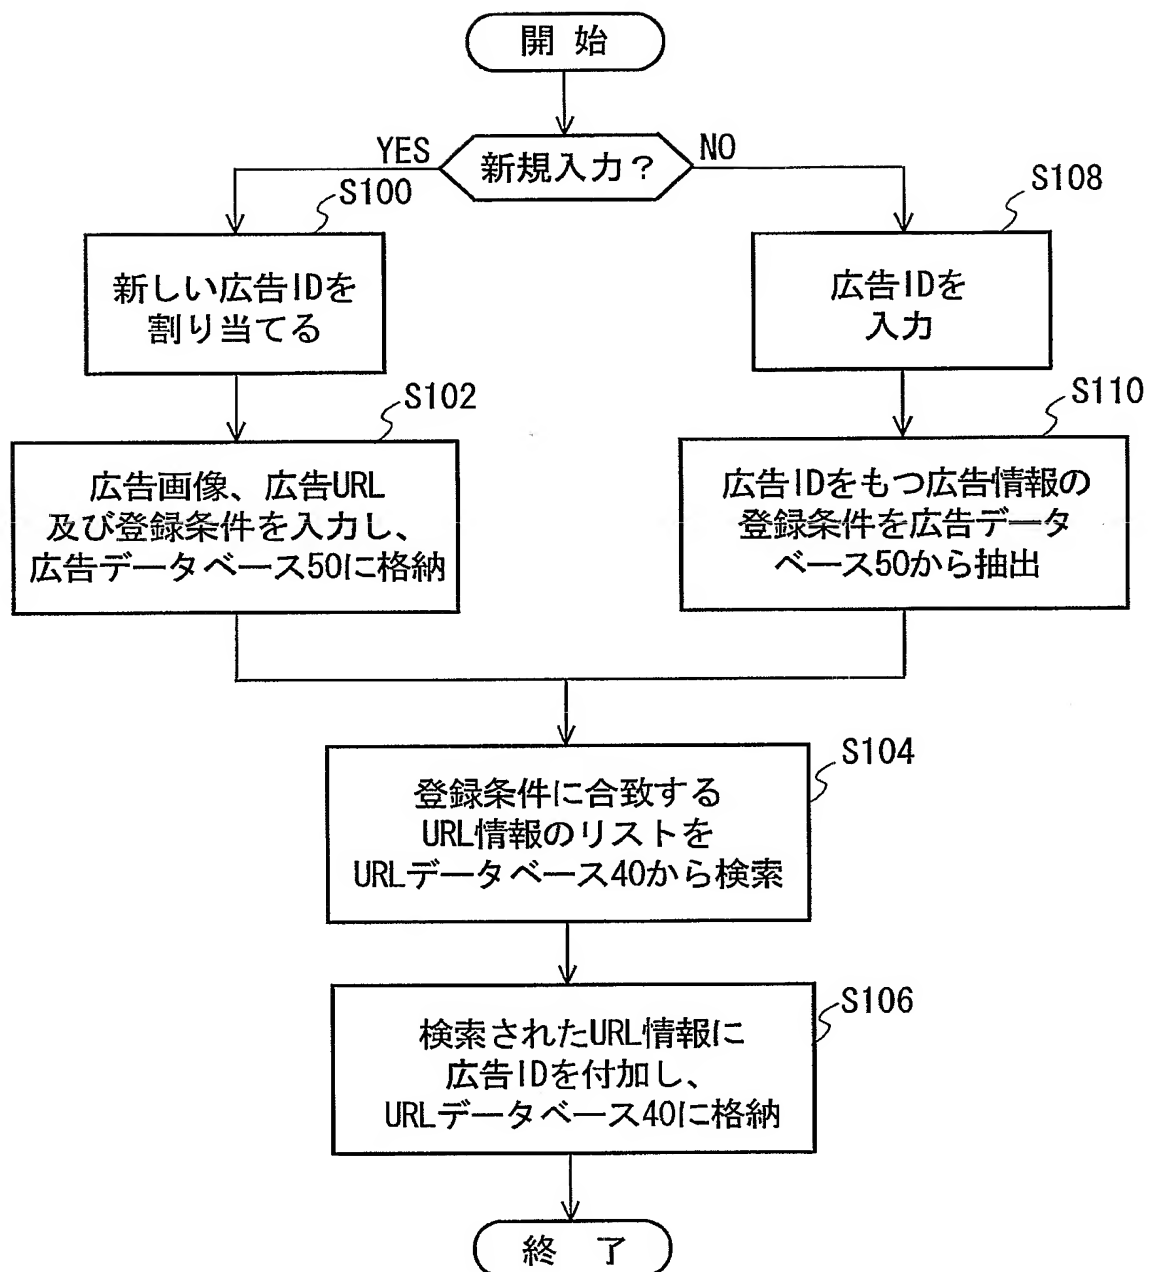 開 始
新規入力？
YES
NO
S100
S108
新しい広告IDを
割り当てる
広告IDを
入力
S102
S110
広告画像、広告URL
及び登録条件を入力し、
広告データベース50に格納
広告IDをもつ広告情報の
登録条件を広告データ
ベース50から抽出
S104
登録条件に合致する
URL情報のリストを
URLデータベース40から検索
S106
検索されたURL情報に
広告IDを付加し、
URLデータベース40に格納
終 了